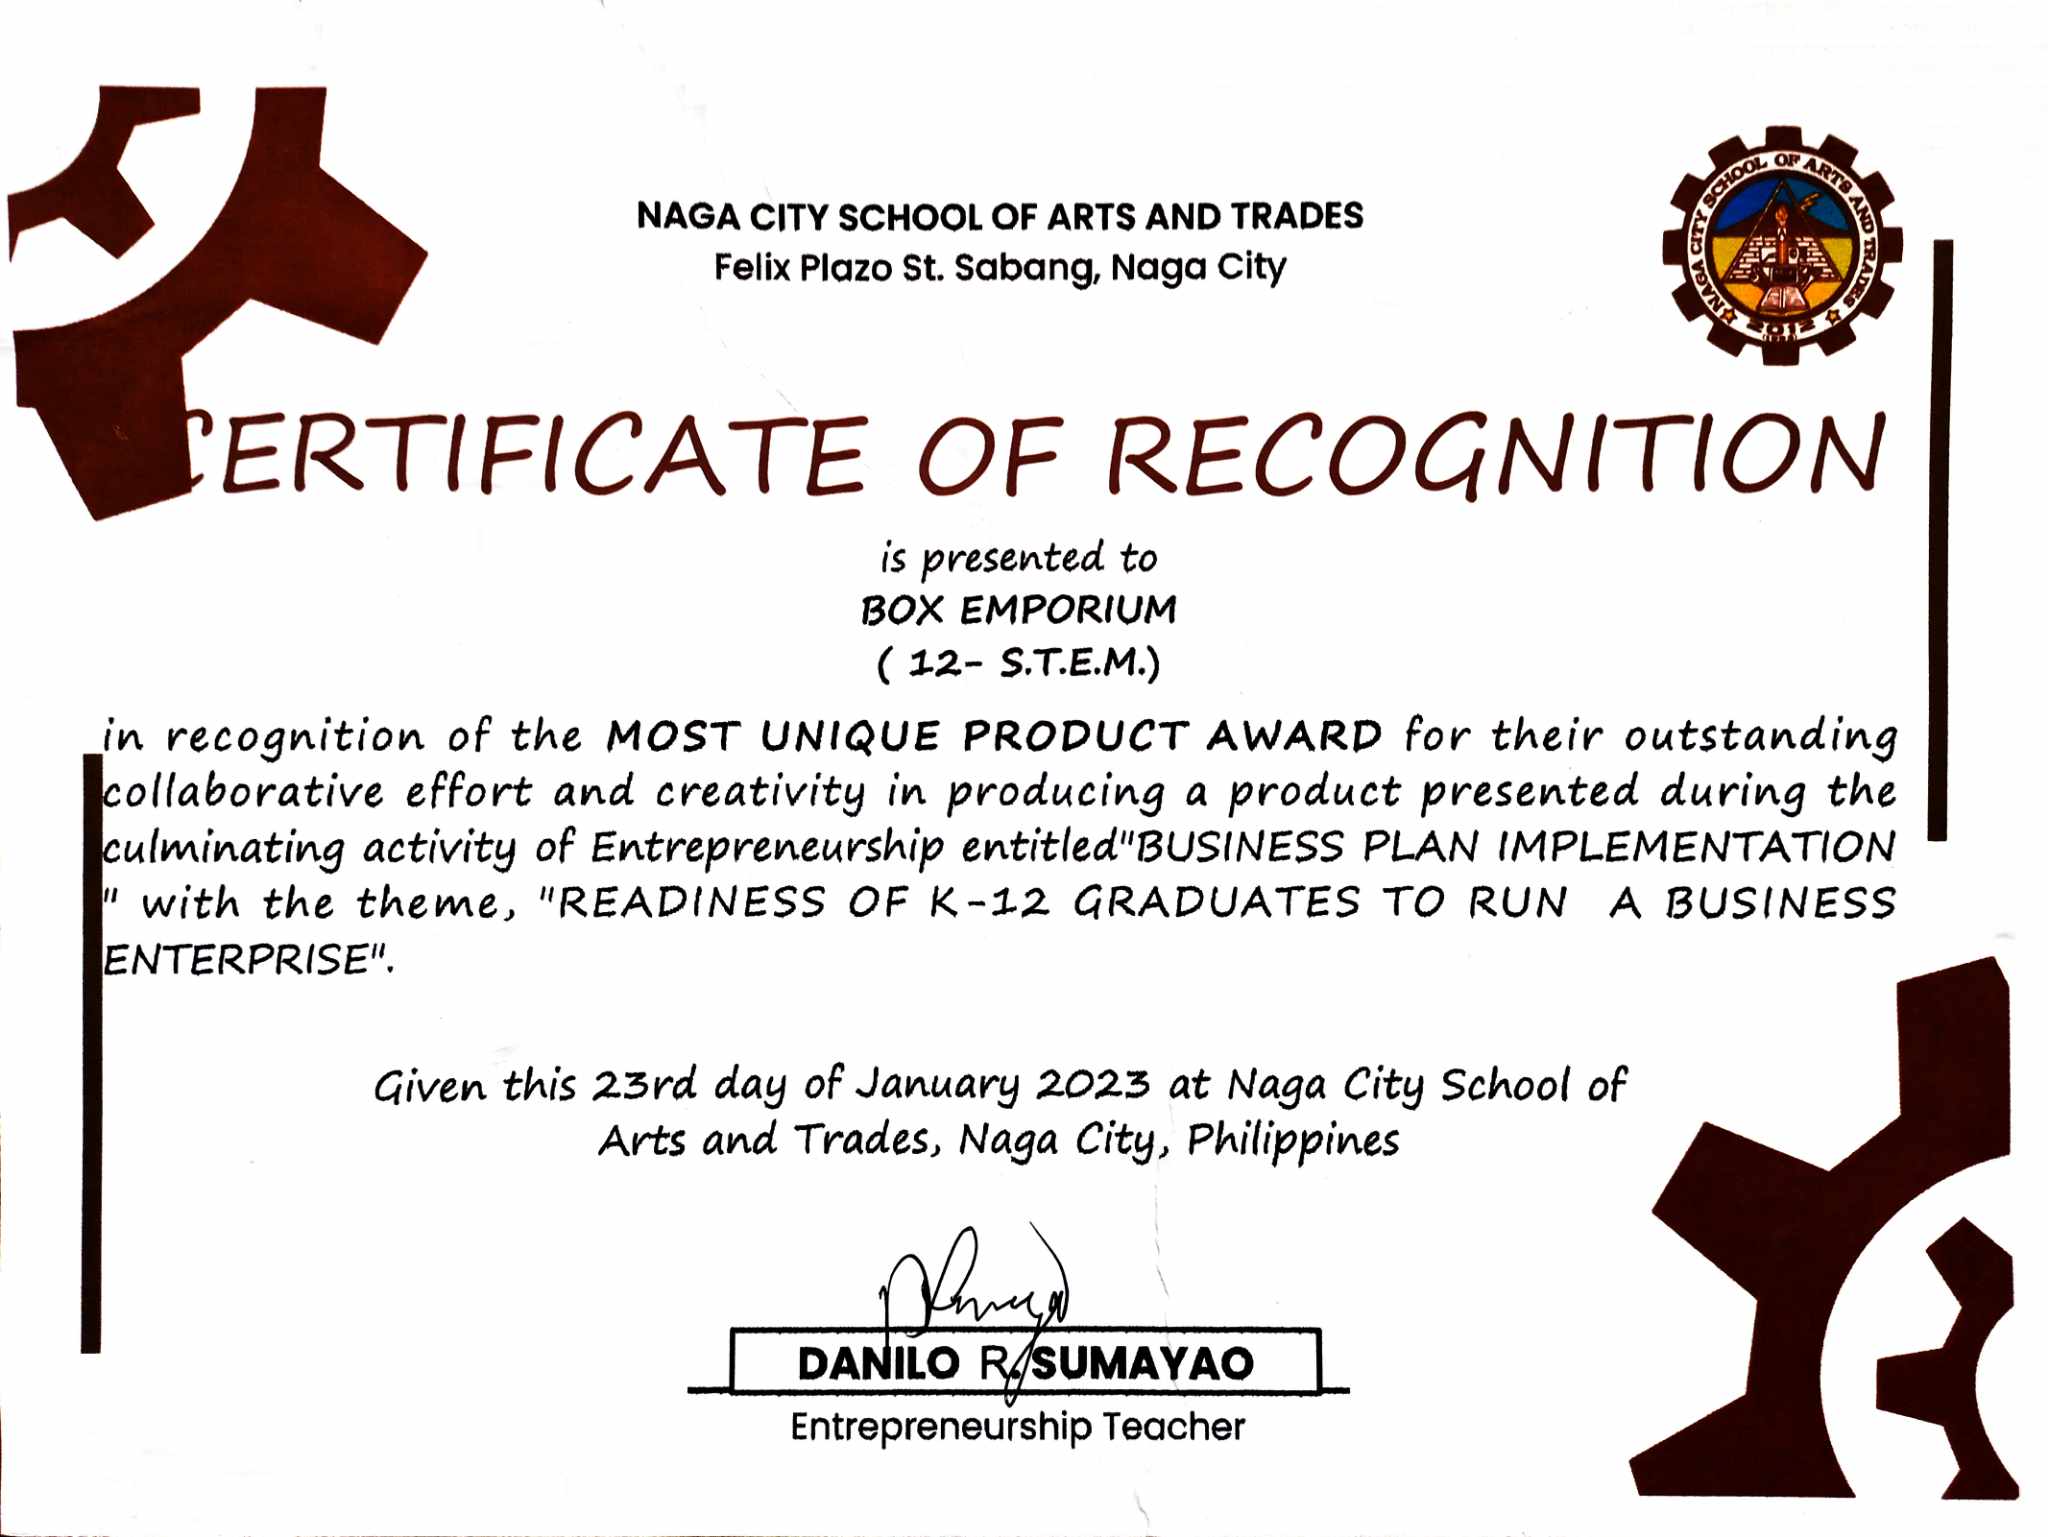 NAGA CITY SCHOOL OF ARTS AND TRADES
Felix Plazo St. Sabang, Naga City
NAGA CITY SCHOOL OF ARTS AND TRADES
2012
CERTIFICATE OF RECOGNITION
is presented to
BOX EMPORIUM
( 12- S.T.E.M.)
in recognition of the MOST UNIQUE PRODUCT AWARD for their outstanding
collaborative effort and creativity in producing a product presented during the
culminating activity of Entrepreneurship entitled"BUSINESS PLAN IMPLEMENTATION
" with the theme, "READINESS OF K-12 GRADUATES TO RUN  A BUSINESS
ENTERPRISE".
Given this 23rd day of January 2023 at Naga City School of
Arts and Trades, Naga City, Philippines
DANILO R. SUMAYAO
Entrepreneurship Teacher